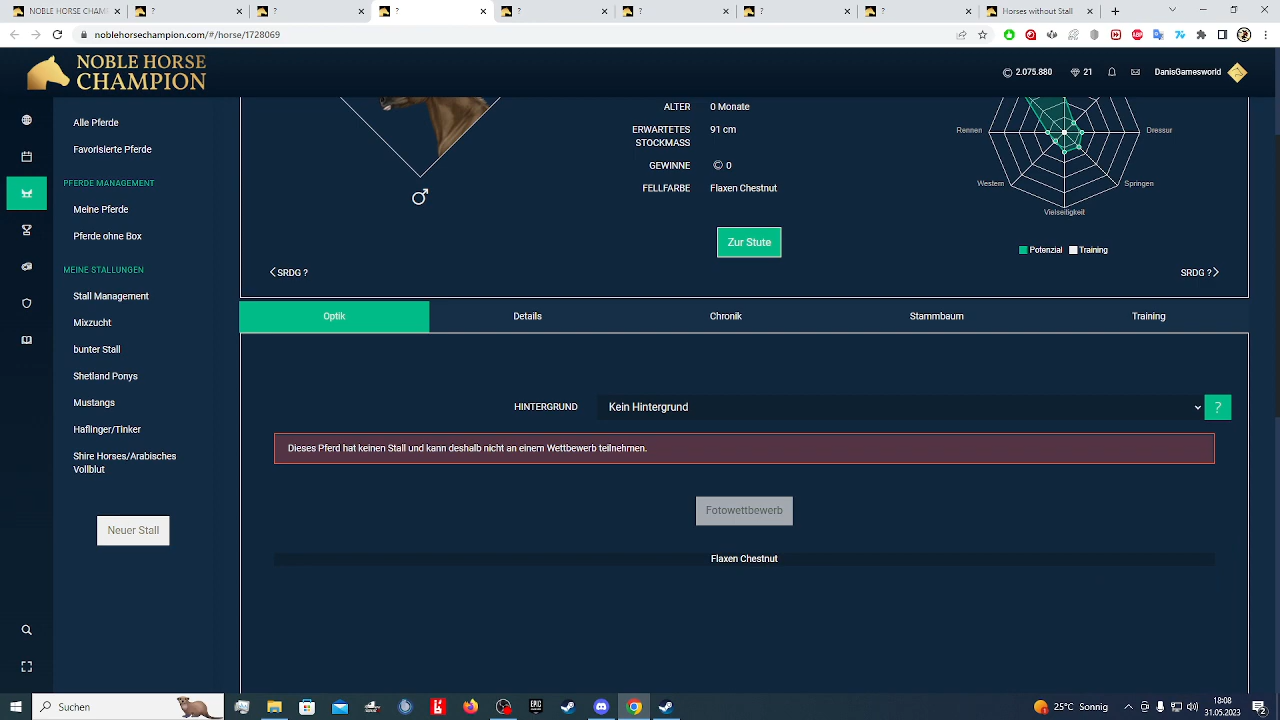 NOBLE HORSE CHAM
?
?
?
?
?
?
?
Horses without Stall
noblehorsechampion.com/#/horse/1728069
NOBLE HORSE
CHAMPION
2.075.880
21
DanisGamesworld
Alle Pferde
Favorisierte Pferde
PFERDE MANAGEMENT
Meine Pferde
Pferde ohne Box
MEINE STALLUNGEN
Stall Management
Mixzucht
bunter Stall
Shetland Ponys
Mustangs
Haflinger/Tinker
Shire Horses/Arabisches
Vollblut
Neuer Stall
ALTER 0 Monate
ERWARTETES 91 cm
STOCKMASS
GEWINNE 0
FELLFARBE Flaxen Chestnut
Zur Stute
Rennen
Dressur
Western
Springen
Vielseitigkeit
Potenzial Training
SRDG ?
SRDG ?
Optik Details Chronik Stammbaum Training
HINTERGRUND Kein Hintergrund ?
Dieses Pferd hat keinen Stall und kann deshalb nicht an einem Wettbewerb teilnehmen.
Fotowettbewerb
Flaxen Chestnut
Suchen
25°C Sonnig
18:08
31.05.2023